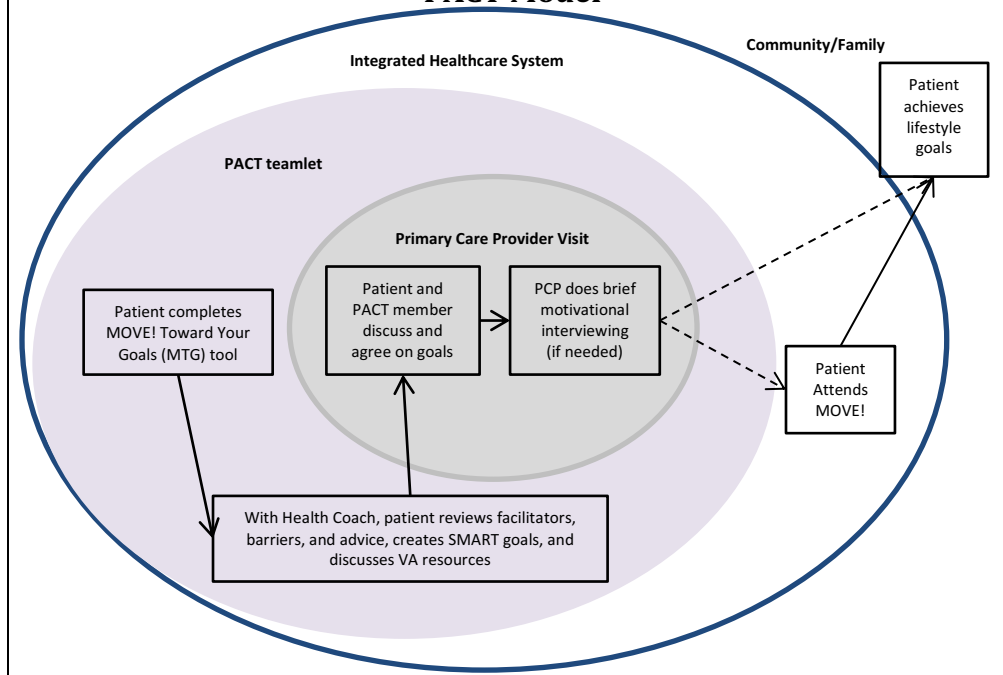 PACT Model
Community/Family
Integrated Healthcare System
Patient
achieves
lifestyle
goals
PACT teamlet
Primary Care Provider Visit
Patient completes
MOVE! Toward Your
Goals (MTG) tool
Patient and
PACT member
discuss and
agree on goals
PCP does brief
motivational
interviewing
(if needed)
Patient
Attends
MOVE!
With Health Coach, patient reviews facilitators,
barriers, and advice, creates SMART goals, and
discusses VA resources